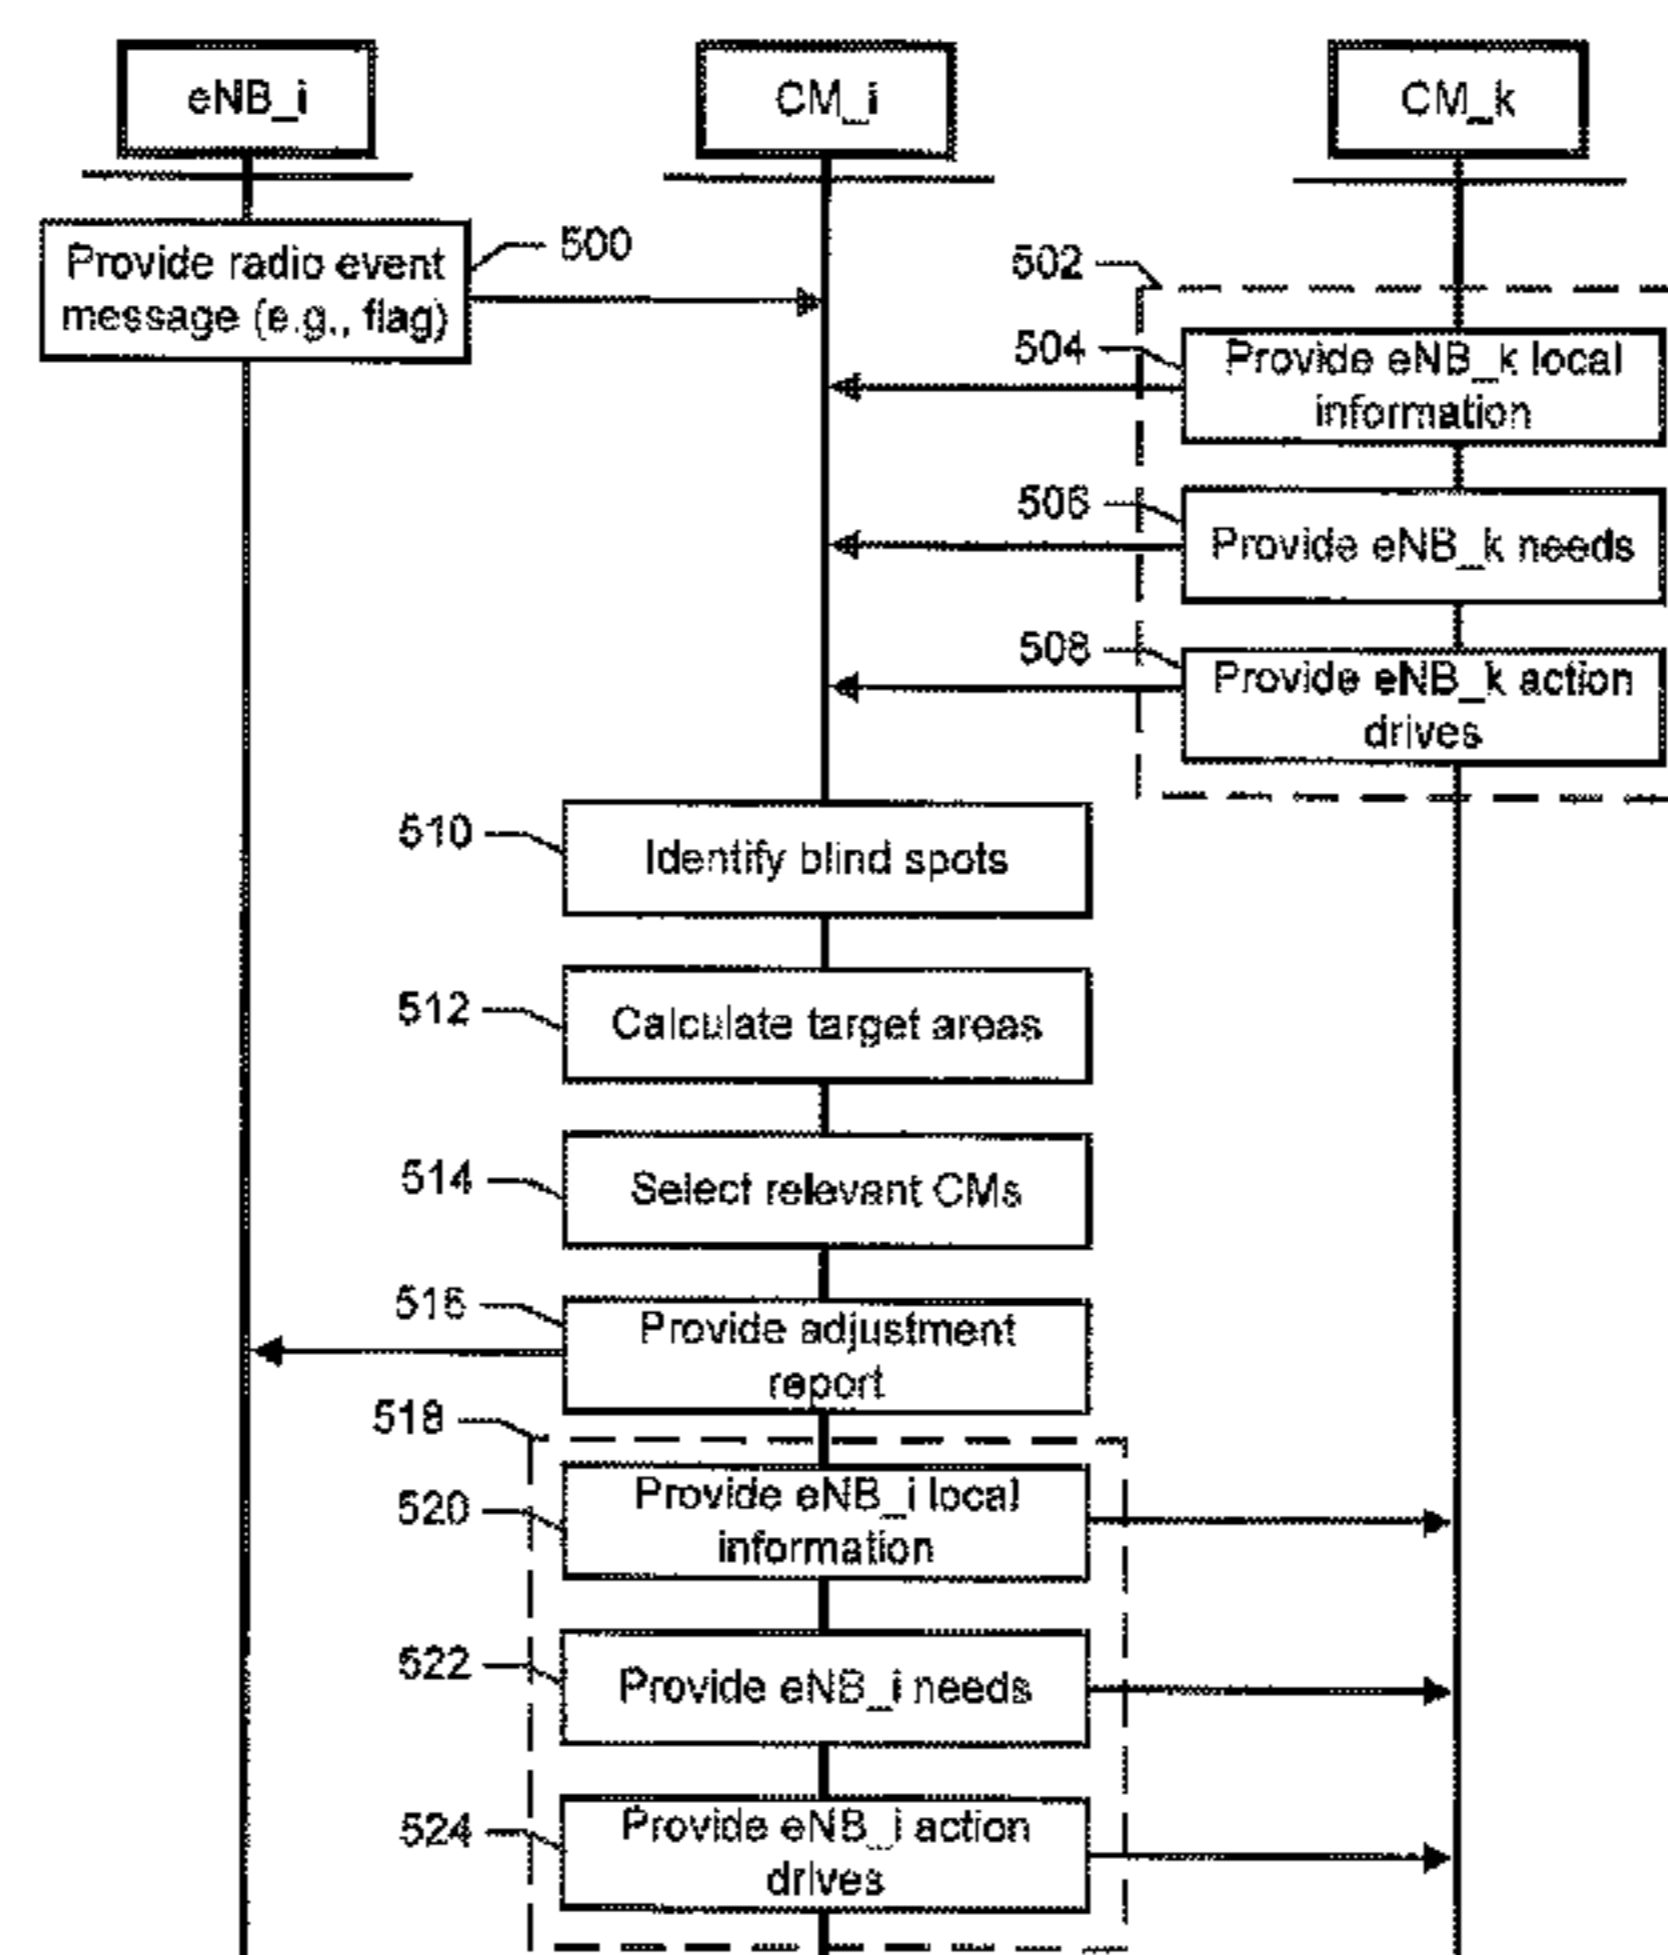 eNB_i
CM_i
CM_k
Provide radio event
message (e.g., flag)
500
502
504
Provide eNB_k local
information
506
Provide eNB_k needs
508
Provide eNB_k action
drives
510
Identify blind spots
512
Calculate target areas
514
Select relevant CMs
516
Provide adjustment
report
518
520
Provide eNB_i local
information
522
Provide eNB_i needs
524
Provide eNB_i action
drives